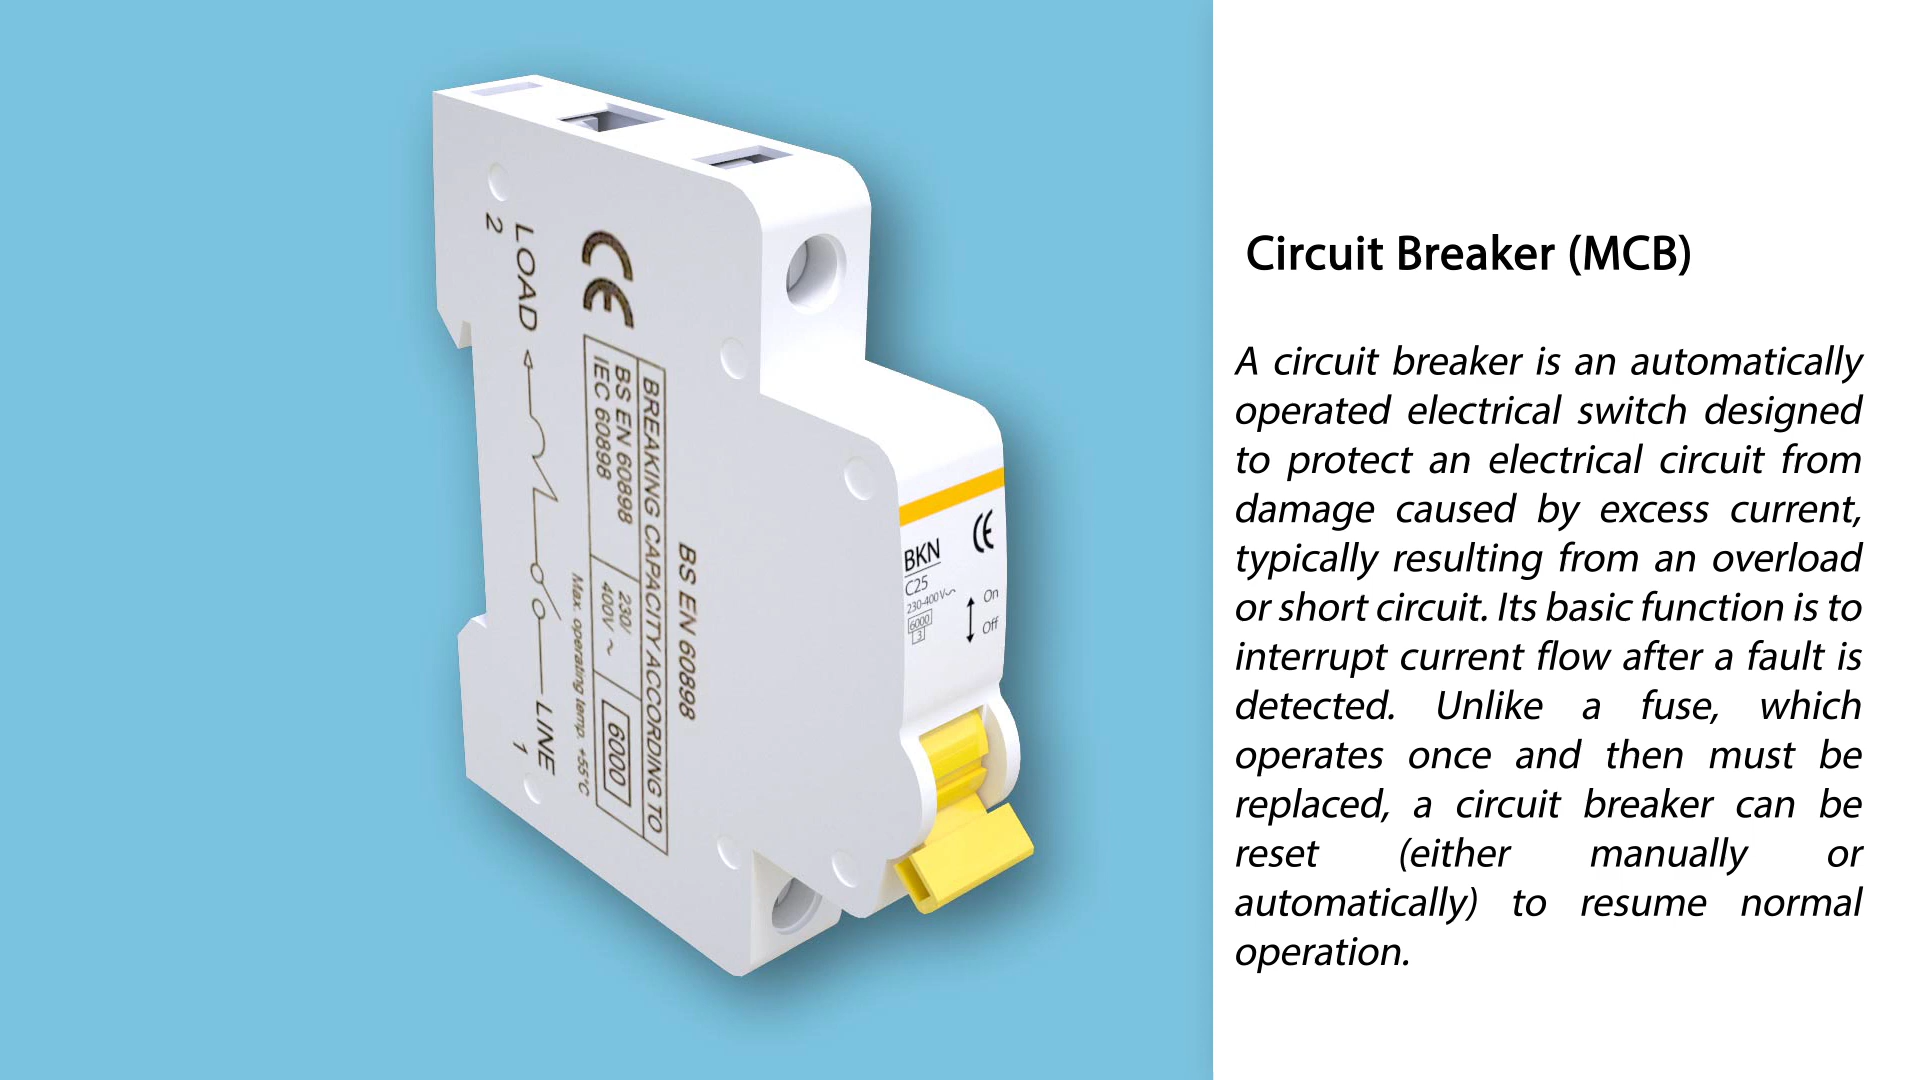 2
LOAD
LINE
1
CE
BREAKING CAPACITY ACCORDING TO
BS EN 60898
IEC 60898
230/
400V ~
6000
Max. operating temp. +55°C
BS EN 60898
CE
BKN
C25
230-400 V~
6000
3
On
Off
Circuit Breaker (MCB)
A circuit breaker is an automatically
operated electrical switch designed
to protect an electrical circuit from
damage caused by excess current,
typically resulting from an overload
or short circuit. Its basic function is to
interrupt current flow after a fault is
detected. Unlike a fuse, which
operates once and then must be
replaced, a circuit breaker can be
reset (either manually or
automatically) to resume normal
operation.